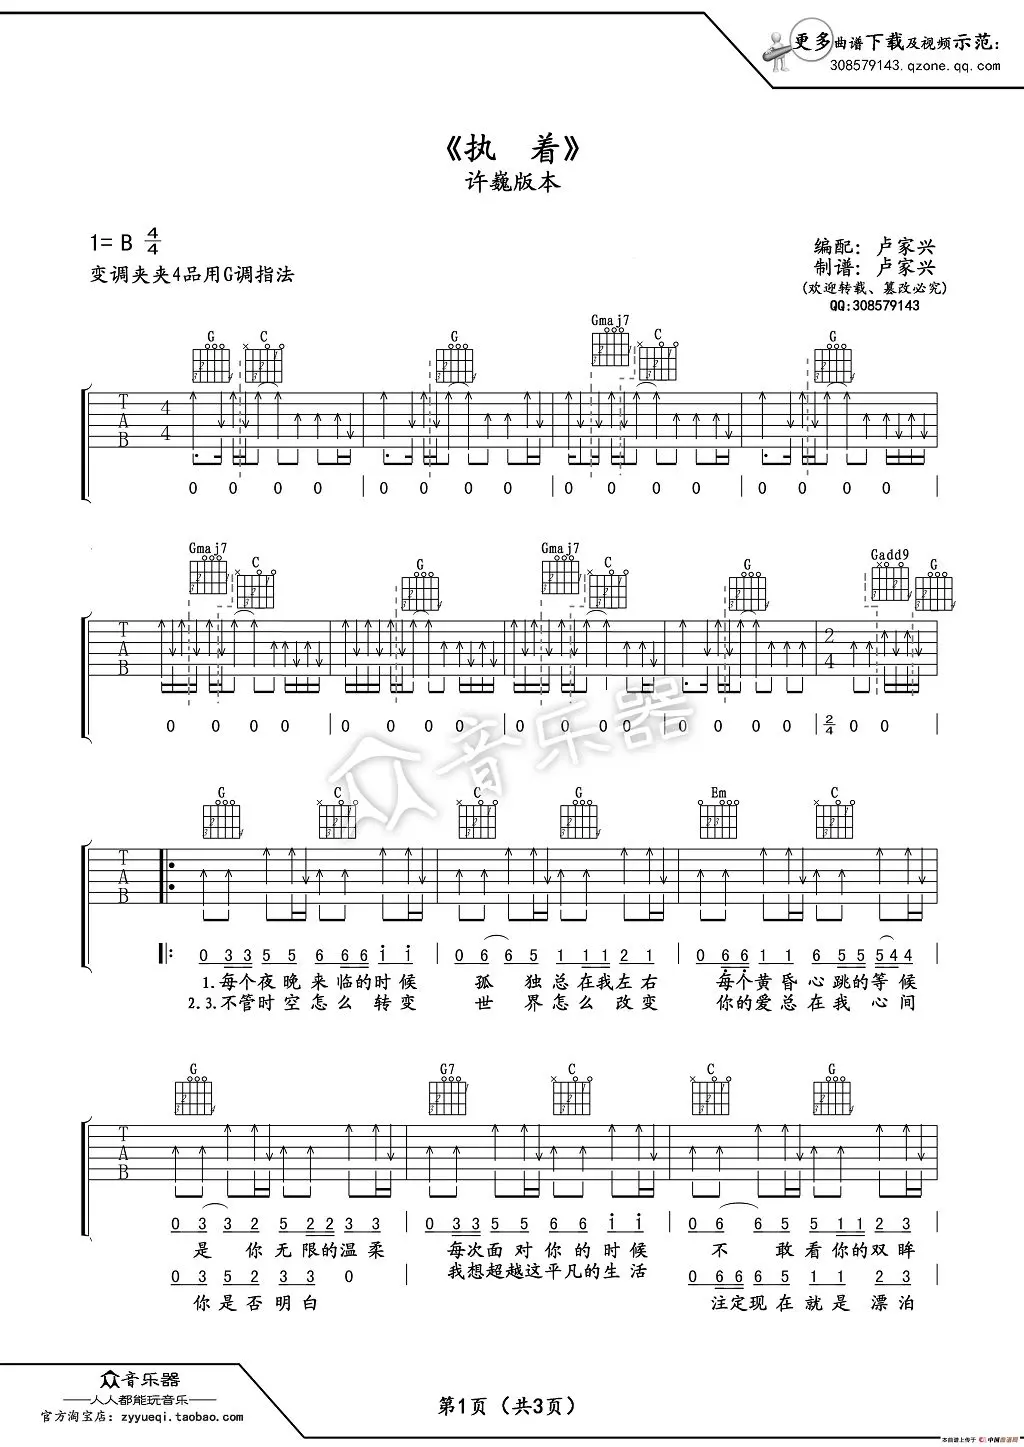 更多曲谱下载及视频示范：
308579143.qzone.qq.com
《执 着》
许巍版本
1= B 4/4
变调夹夹4品用G调指法
编配：卢家兴
制谱：卢家兴
(欢迎转载、篡改必究)
QQ:308579143
G C G Gmaj7 C G
T A B 4 4
0 0 0 0 | 0 0 0 0 | 0 0 0 0 | 0 0 0 0 |
Gmaj7 C G Gmaj7 C G Gadd9 G
T A B 2 4
0 0 0 0 | 0 0 0 0 | 0 0 0 0 | 0 0 0 0 | 2/4 0 0 |
众音乐器
G C C G Em C
T A B
0 3 3 5 5 6 6 6 i i | 0 6 6 5 1 1 1 2 1 | 0 6 6 1 1 6 5 5 5 4 4
1.每个夜晚来临的时候 孤 独总在我左右 每个黄昏心跳的等候
2.3.不管时空怎么 转变 世 界怎么 改变 你的爱总在我 心间
G G7 C C G
T A B
0 3 3 2 5 2 2 3 3 | 0 3 3 5 5 6 6 6 i i | 0 6 6 5 5 1 1 2 3
是 你无限的温柔 每次面对你的时候 不 敢看你的双眸
我想超越这平凡的生活
0 3 5 2 3 3 0 0 6 6 6 5 1 1 2 1
你是否明白 注定现在就是漂泊
众音乐器
人人都能玩音乐
官方淘宝店：zyyueqi.taobao.com
第1页（共3页）
本曲谱上传于 中国曲谱网